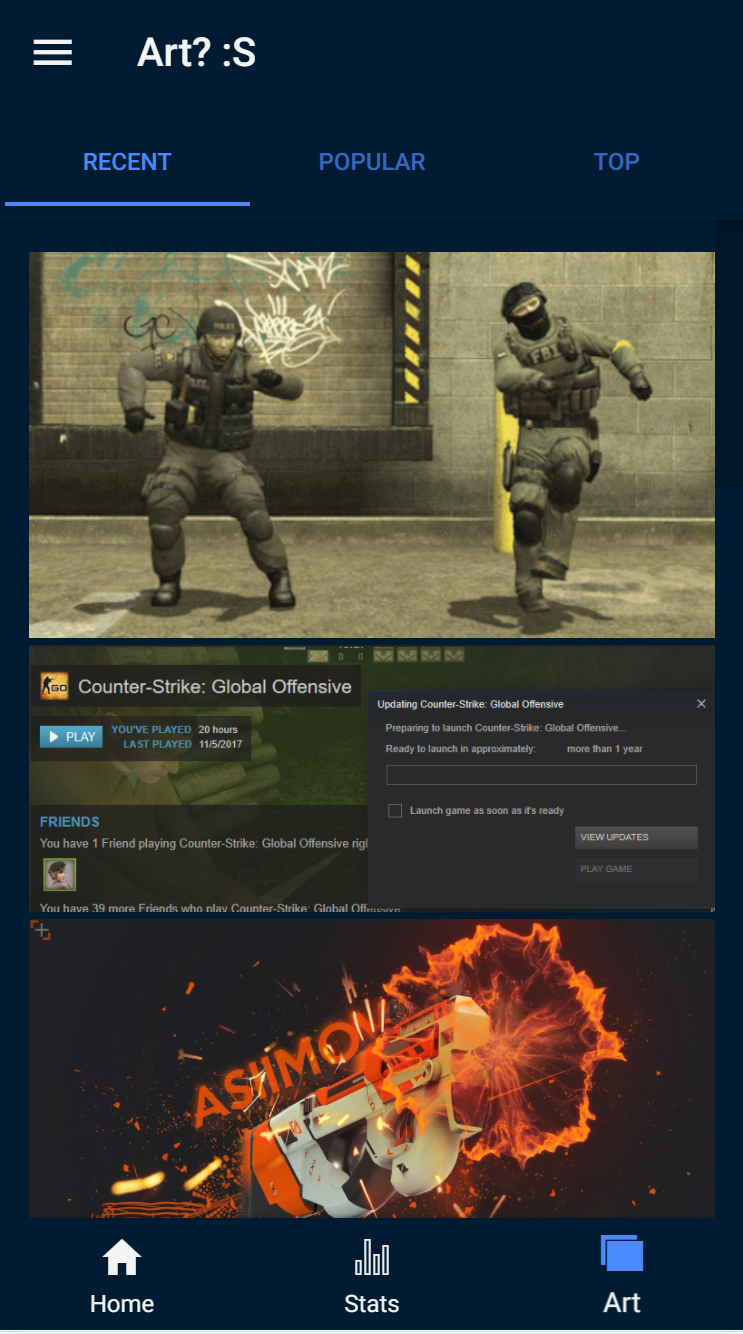 Art? :S
RECENT
POPULAR
TOP
POLICE
FBI
GO
Counter-Strike: Global Offensive
PLAY
YOU'VE PLAYED 20 hours
LAST PLAYED 11/5/2017
FRIENDS
You have 1 Friend playing Counter-Strike: Global Offensive
You have 39 more Friends who play Counter-Strike: Global Offensive
Updating Counter-Strike: Global Offensive
Preparing to launch Counter-Strike: Global Offensive...
Ready to launch in approximately: more than 1 year
Launch game as soon as it's ready
VIEW UPDATES
PLAY GAME
ASIIMOV
Home
Stats
Art